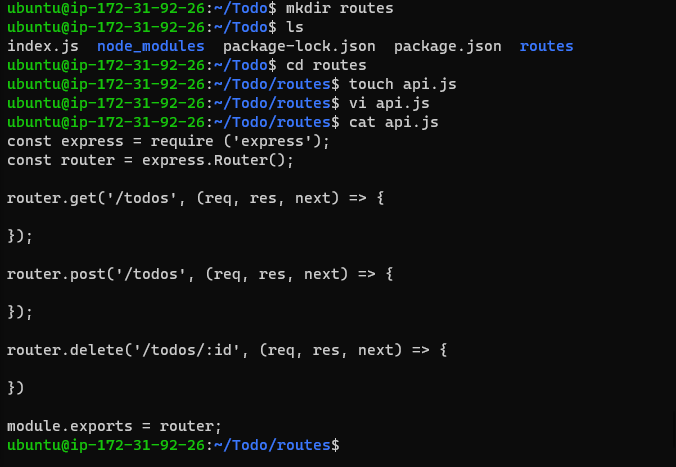 ubuntu@ip-172-31-92-26:~/Todo$ mkdir routes
ubuntu@ip-172-31-92-26:~/Todo$ ls
index.js  node_modules  package-lock.json  package.json  routes
ubuntu@ip-172-31-92-26:~/Todo$ cd routes
ubuntu@ip-172-31-92-26:~/Todo/routes$ touch api.js
ubuntu@ip-172-31-92-26:~/Todo/routes$ vi api.js
ubuntu@ip-172-31-92-26:~/Todo/routes$ cat api.js
const express = require ('express');
const router = express.Router();

router.get('/todos', (req, res, next) => {

});

router.post('/todos', (req, res, next) => {

});

router.delete('/todos/:id', (req, res, next) => {

})

module.exports = router;
ubuntu@ip-172-31-92-26:~/Todo/routes$